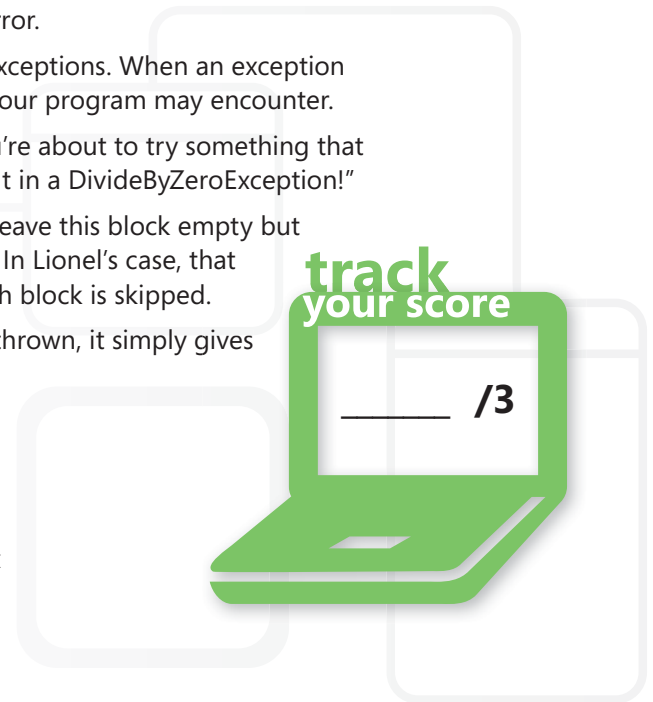 rror.
xceptions. When an exception
our program may encounter.
u're about to try something that
t in a DivideByZeroException!”
eave this block empty but
In Lionel's case, that
h block is skipped.
thrown, it simply gives
track
your score
_______ /3